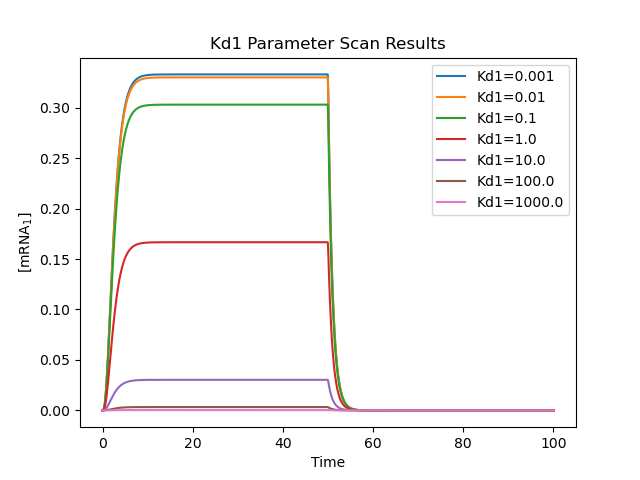 Kd1 Parameter Scan Results
[mRNA₁]
0.30
0.25
0.20
0.15
0.10
0.05
0.00
Kd1=0.001
Kd1=0.01
Kd1=0.1
Kd1=1.0
Kd1=10.0
Kd1=100.0
Kd1=1000.0
0 20 40 60 80 100
Time